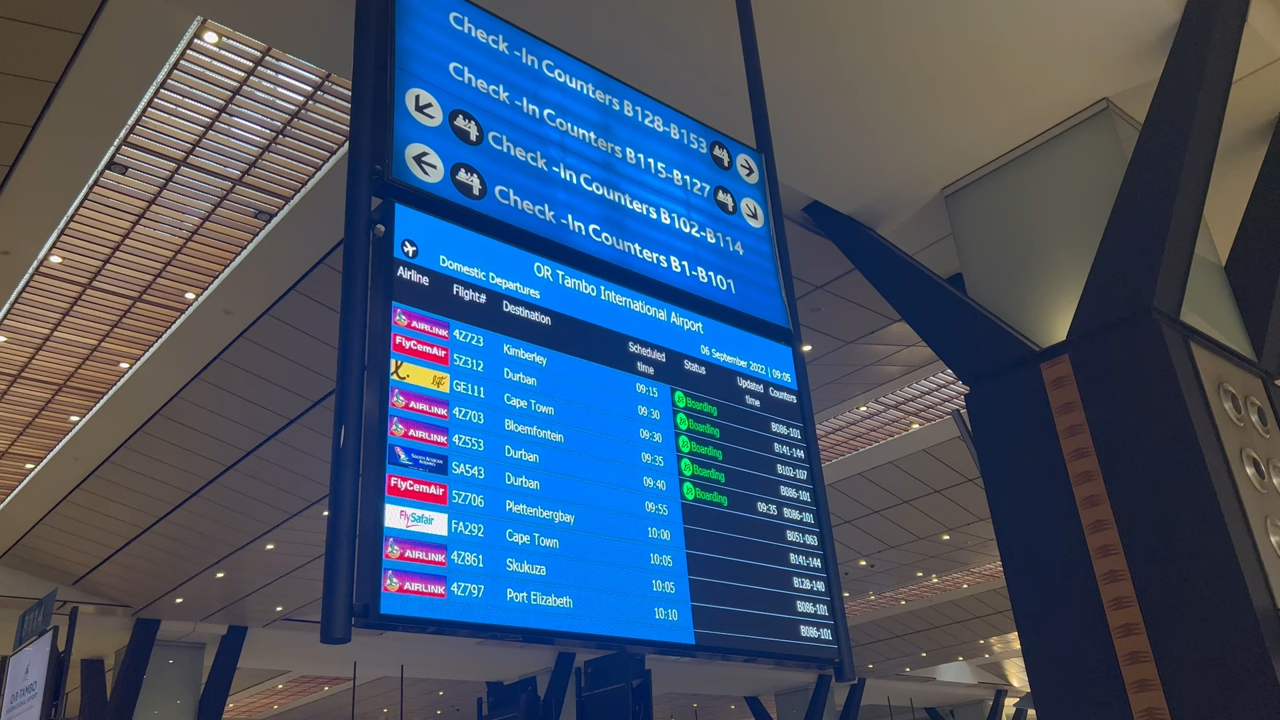 Check -In Counters B128-B153
Check -In Counters B115-B127
Check -In Counters B102-B114
Check -In Counters B1-B101
OR Tambo International Airport
Domestic Departures
06 September 2022 | 09:05
Airline Flight# Destination Scheduled time Status Updated time Counters
AIRLINK 4Z723 Kimberley 09:15 Boarding B086-101
FlyCemAir 5Z312 Durban 09:30 Boarding B141-144
lift GE111 Cape Town 09:30 Boarding B102-107
AIRLINK 4Z703 Bloemfontein 09:35 Boarding B086-101
AIRLINK 4Z553 Durban 09:40 Boarding 09:35 B086-101
SOUTH AFRICAN AIRWAYS SA543 Durban 09:55 B051-063
FlyCemAir 5Z706 Plettenbergbay 10:00 B141-144
FlySafair FA292 Cape Town 10:05 B128-140
AIRLINK 4Z861 Skukuza 10:05 B086-101
AIRLINK 4Z797 Port Elizabeth 10:10 B086-101
OR·TAMBO